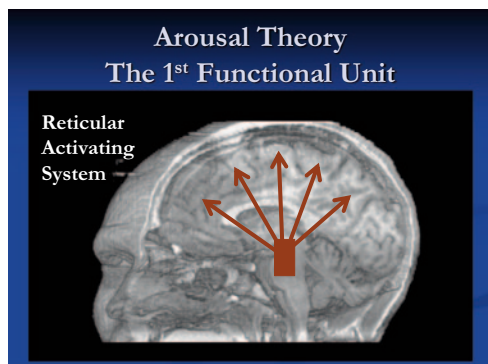 Arousal Theory
The 1st Functional Unit
Reticular
Activating
System